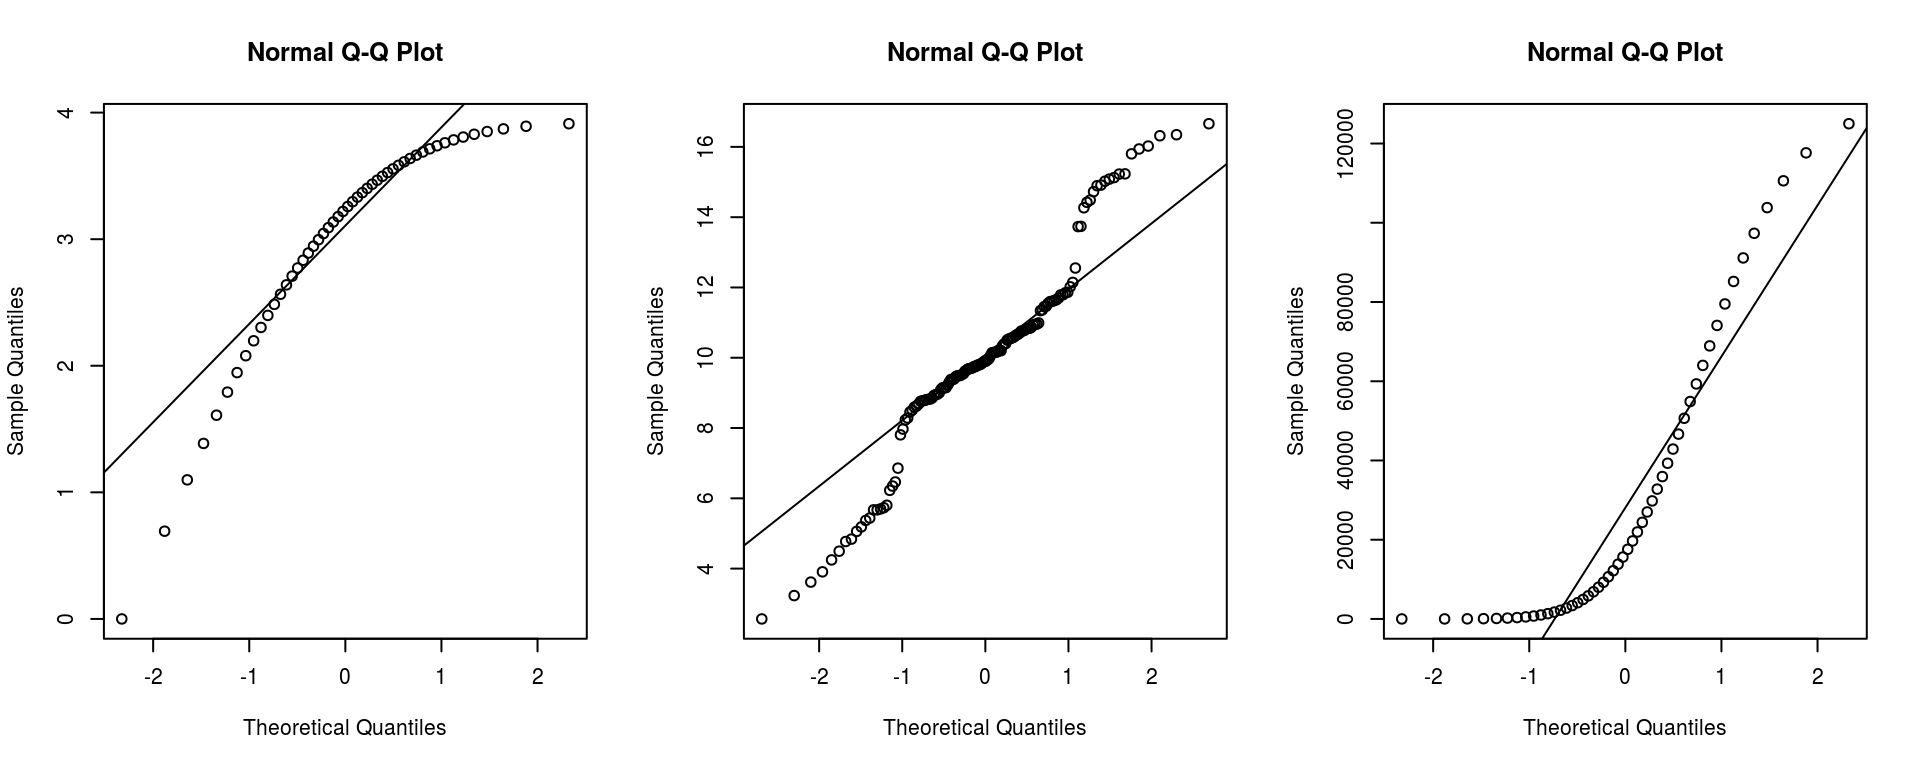 Normal Q-Q Plot
Sample Quantiles
4
3
2
1
0
-2 -1 0 1 2
Theoretical Quantiles
Normal Q-Q Plot
Sample Quantiles
16
14
12
10
8
6
4
-2 -1 0 1 2
Theoretical Quantiles
Normal Q-Q Plot
Sample Quantiles
120000
80000
60000
40000
20000
0
-2 -1 0 1 2
Theoretical Quantiles